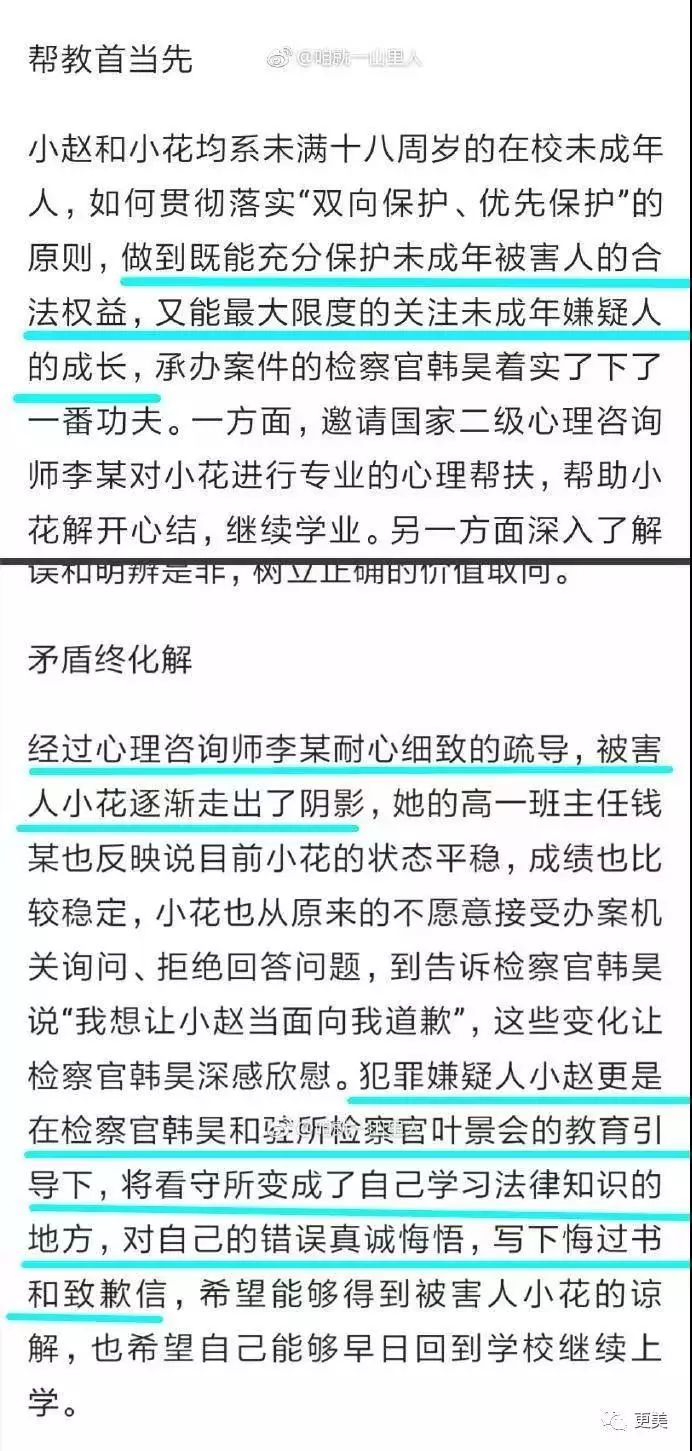 帮教首当先
@咱就一山里人
小赵和小花均系未满十八周岁的在校未成年
人，如何贯彻落实“双向保护、优先保护”的
原则，做到既能充分保护未成年被害人的合
法权益，又能最大限度的关注未成年嫌疑人
的成长，承办案件的检察官韩昊着实了下了
一番功夫。一方面，邀请国家二级心理咨询
师李某对小花进行专业的心理帮扶，帮助小
花解开心结，继续学业。另一方面深入了解
误和明辨是非，树立正确的价值取向。
矛盾终化解
经过心理咨询师李某耐心细致的疏导，被害
人小花逐渐走出了阴影，她的高一班主任钱
某也反映说目前小花的状态平稳，成绩也比
较稳定，小花也从原来的不愿意接受办案机
关询问、拒绝回答问题，到告诉检察官韩昊
说“我想让小赵当面向我道歉”，这些变化让
检察官韩昊深感欣慰。犯罪嫌疑人小赵更是
在检察官韩昊和驻所检察官叶景会的教育引
@咱就一山里人
导下，将看守所变成了自己学习法律知识的
地方，对自己的错误真诚悔悟，写下悔过书
和致歉信，希望能够得到被害人小花的谅
解，也希望自己能够早日回到学校继续上
学。
更美